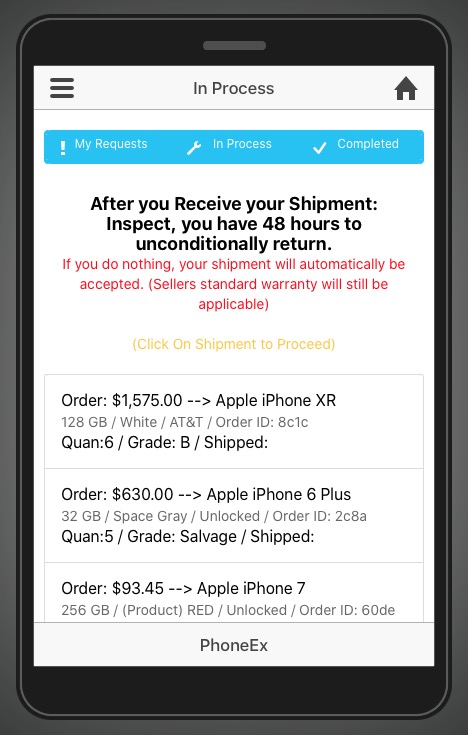 In Process
My Requests
In Process
Completed
After you Receive your Shipment:
Inspect, you have 48 hours to
unconditionally return.
If you do nothing, your shipment will automatically be
accepted. (Sellers standard warranty will still be
applicable)
(Click On Shipment to Proceed)
Order: $1,575.00 --> Apple iPhone XR
128 GB / White / AT&T / Order ID: 8c1c
Quan:6 / Grade: B / Shipped:
Order: $630.00 --> Apple iPhone 6 Plus
32 GB / Space Gray / Unlocked / Order ID: 2c8a
Quan:5 / Grade: Salvage / Shipped:
Order: $93.45 --> Apple iPhone 7
256 GB / (Product) RED / Unlocked / Order ID: 60de
PhoneEx